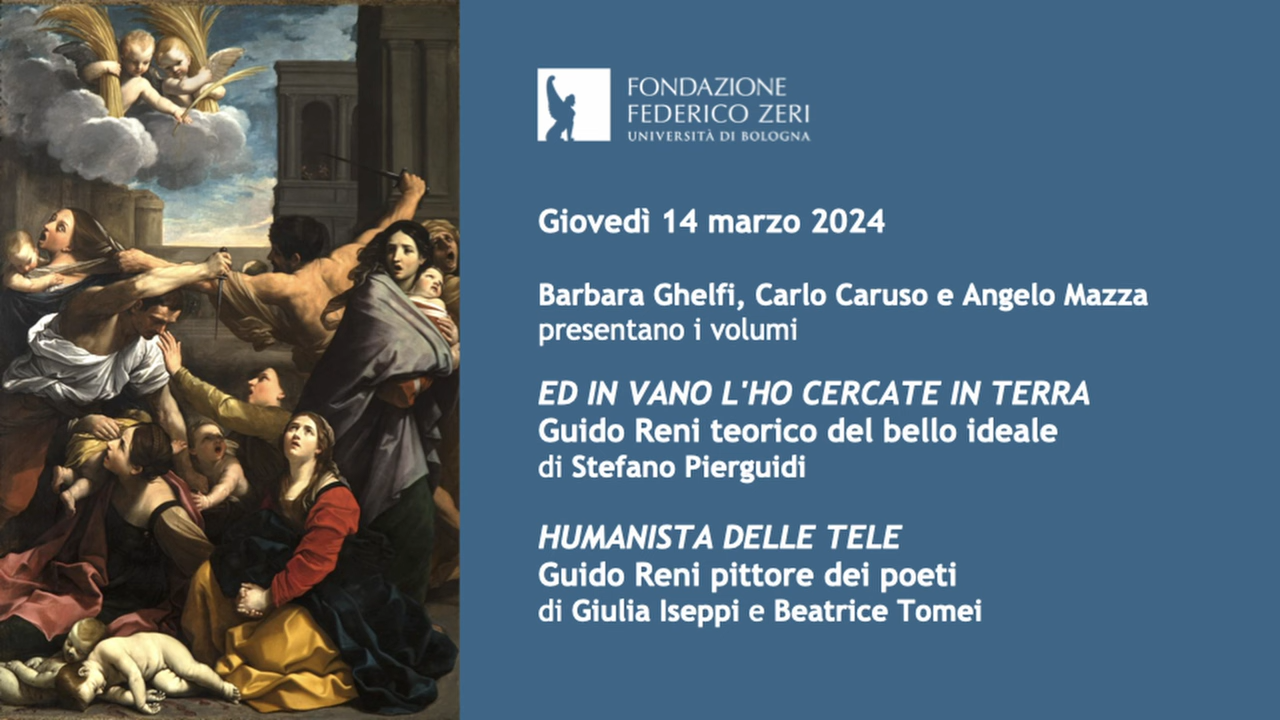 FONDAZIONE
FEDERICO ZERI
UNIVERSITÀ DI BOLOGNA
Giovedì 14 marzo 2024
Barbara Ghelfi, Carlo Caruso e Angelo Mazza
presentano i volumi
ED IN VANO L'HO CERCATE IN TERRA
Guido Reni teorico del bello ideale
di Stefano Pierguidi
HUMANISTA DELLE TELE
Guido Reni pittore dei poeti
di Giulia Iseppi e Beatrice Tomei